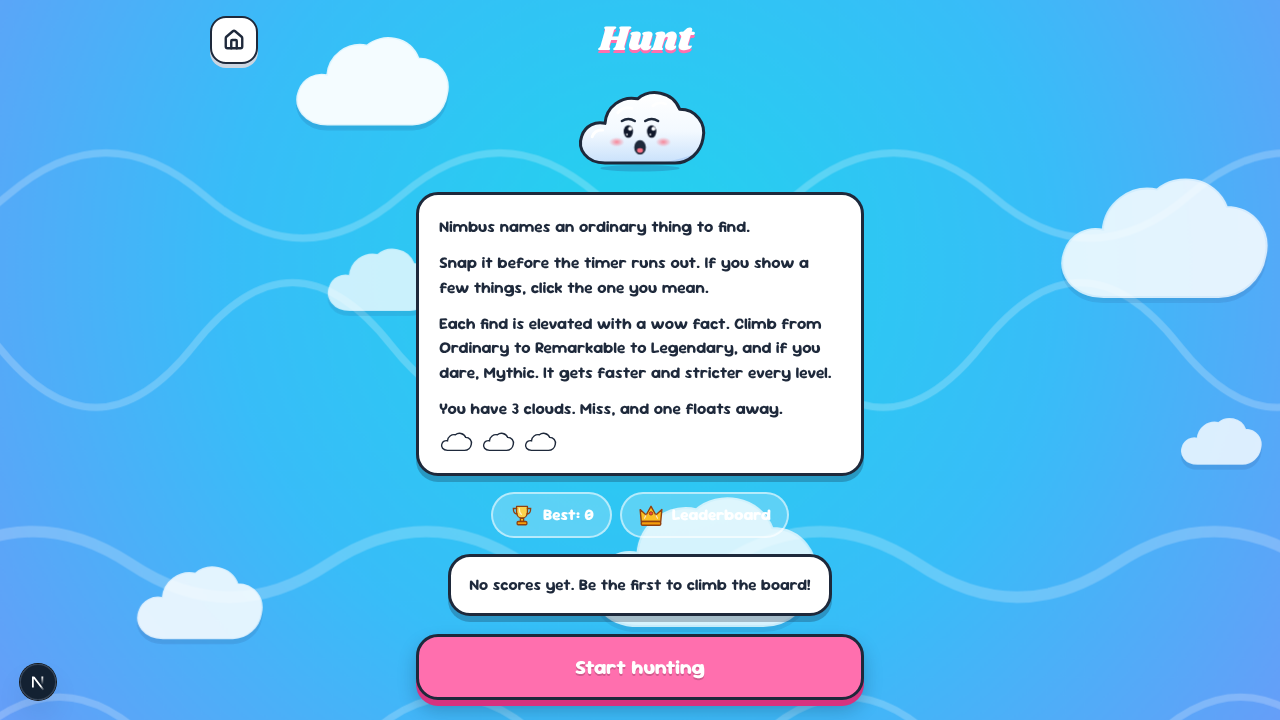 Hunt
Nimbus names an ordinary thing to find.
Snap it before the timer runs out. If you show a
few things, click the one you mean.
Each find is elevated with a wow fact. Climb from
Ordinary to Remarkable to Legendary, and if you
dare, Mythic. It gets faster and stricter every level.
You have 3 clouds. Miss, and one floats away.
Best: 0
Leaderboard
No scores yet. Be the first to climb the board!
Start hunting
N